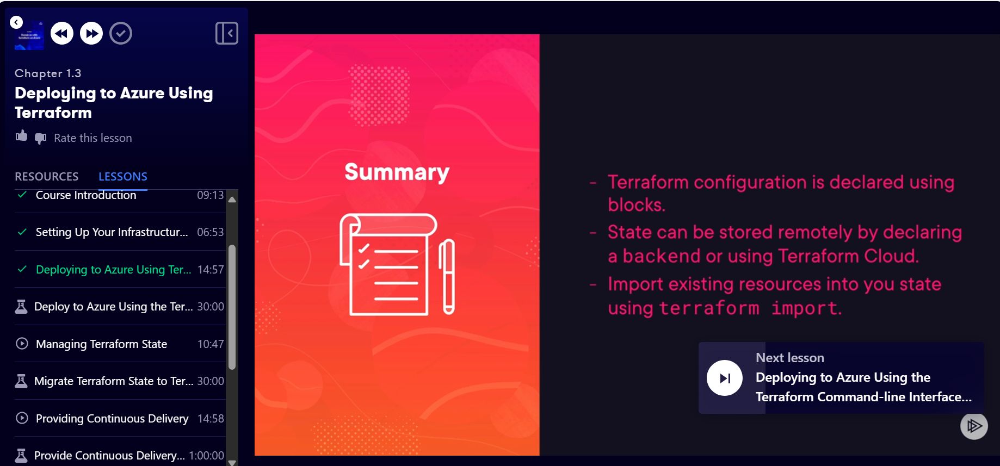 Chapter 1.3
Deploying to Azure Using
Terraform
Rate this lesson
RESOURCES LESSONS
Course Introduction 09:13
Setting Up Your Infrastructur... 06:53
Deploying to Azure Using Ter... 14:57
Deploy to Azure Using the Ter... 30:00
Managing Terraform State 10:47
Migrate Terraform State to Ter... 30:00
Providing Continuous Delivery 14:58
Provide Continuous Delivery... 1:00:00
Summary
- Terraform configuration is declared using
blocks.
- State can be stored remotely by declaring
a backend or using Terraform Cloud.
- Import existing resources into you state
using terraform import.
Next lesson
Deploying to Azure Using the
Terraform Command-line Interface...